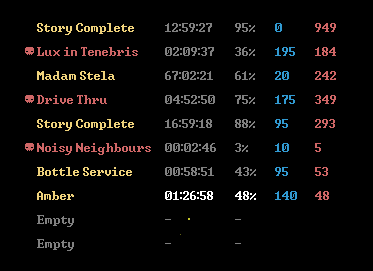 Story Complete 12:59:27 95% 0 949
Lux in Tenebris 02:09:37 36% 195 184
Madam Stela 67:02:21 61% 20 242
Drive Thru 04:52:50 75% 175 349
Story Complete 16:59:18 88% 95 293
Noisy Neighbours 00:02:46 3% 10 5
Bottle Service 00:58:51 43% 95 53
Amber 01:26:58 48% 140 48
Empty - -
Empty - -